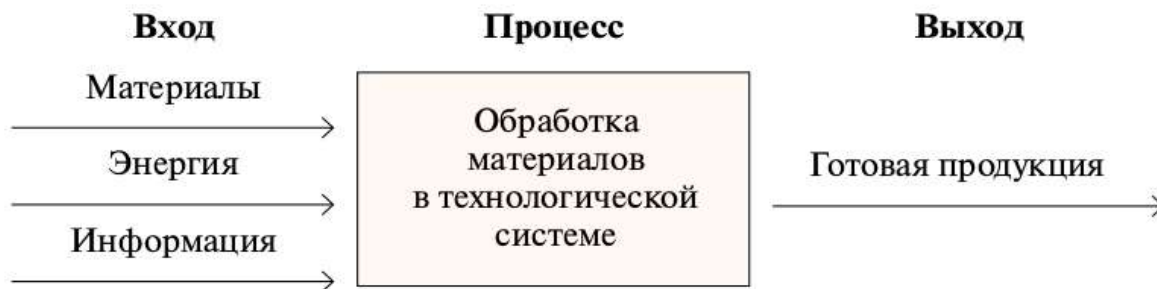 Вход
Процесс
Выход
Материалы
Энергия
Информация
Обработка
материалов
в технологической
системе
Готовая продукция